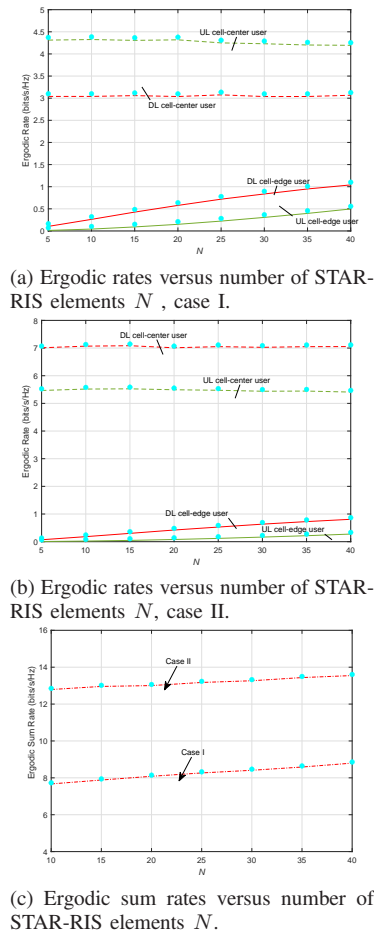 5
4.5
4
3.5
3
2.5
2
1.5
1
0.5
0
Ergodic Rate (bitss/s/Hz)
UL cell-center user
DL cell-center user
DL cell-edge user
UL cell-edge user
5 10 15 20 25 30 35 40
N
(a) Ergodic rates versus number of STAR-
RIS elements N , case I.
8
7
6
5
4
3
2
1
0
Ergodic Rate (bits/s/Hz)
DL cell-center user
UL cell-center user
DL cell-edge user
UL cell-edge user
5 10 15 20 25 30 35 40
N
(b) Ergodic rates versus number of STAR-
RIS elements N, case II.
16
14
12
10
8
6
4
Ergodic Sum Rate (bits/s/Hz)
Case II
Case I
10 15 20 25 30 35 40
N
(c) Ergodic sum rates versus number of
STAR-RIS elements N.